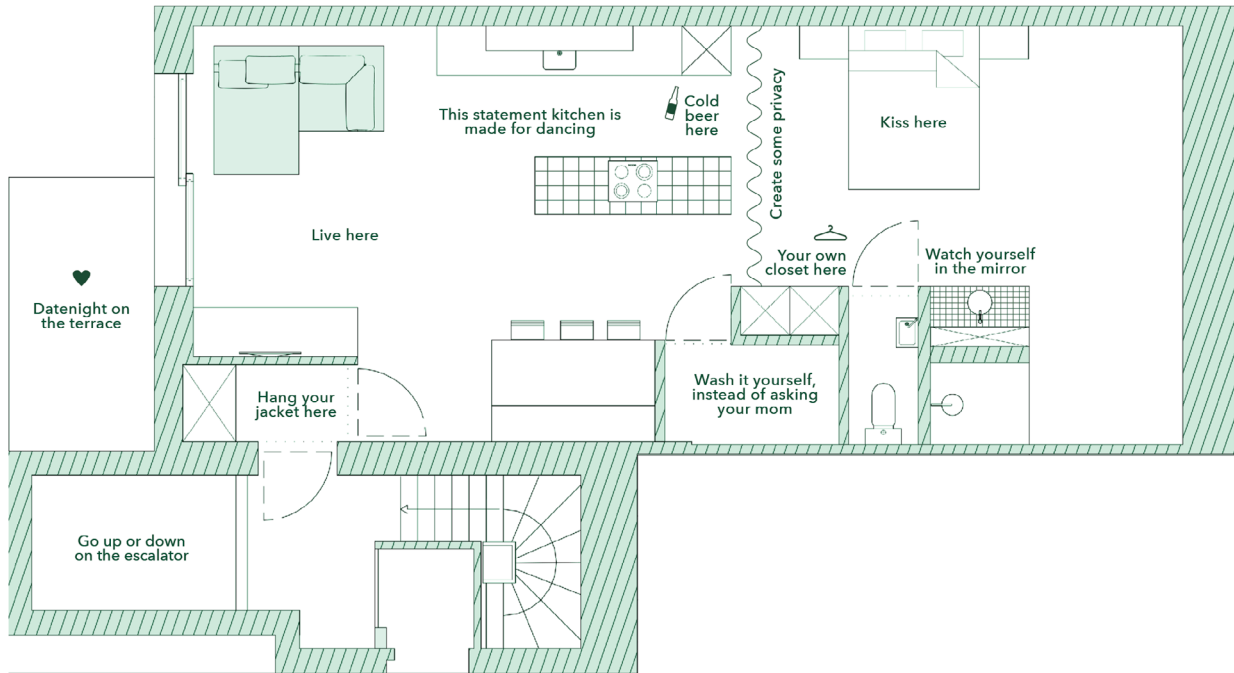 This statement kitchen is
made for dancing
Cold
beer
here
Create some privacy
Kiss here
Live here
Your own
closet here
Watch yourself
in the mirror
Datenight on
the terrace
Hang your
jacket here
Wash it yourself,
instead of asking
your mom
Go up or down
on the escalator